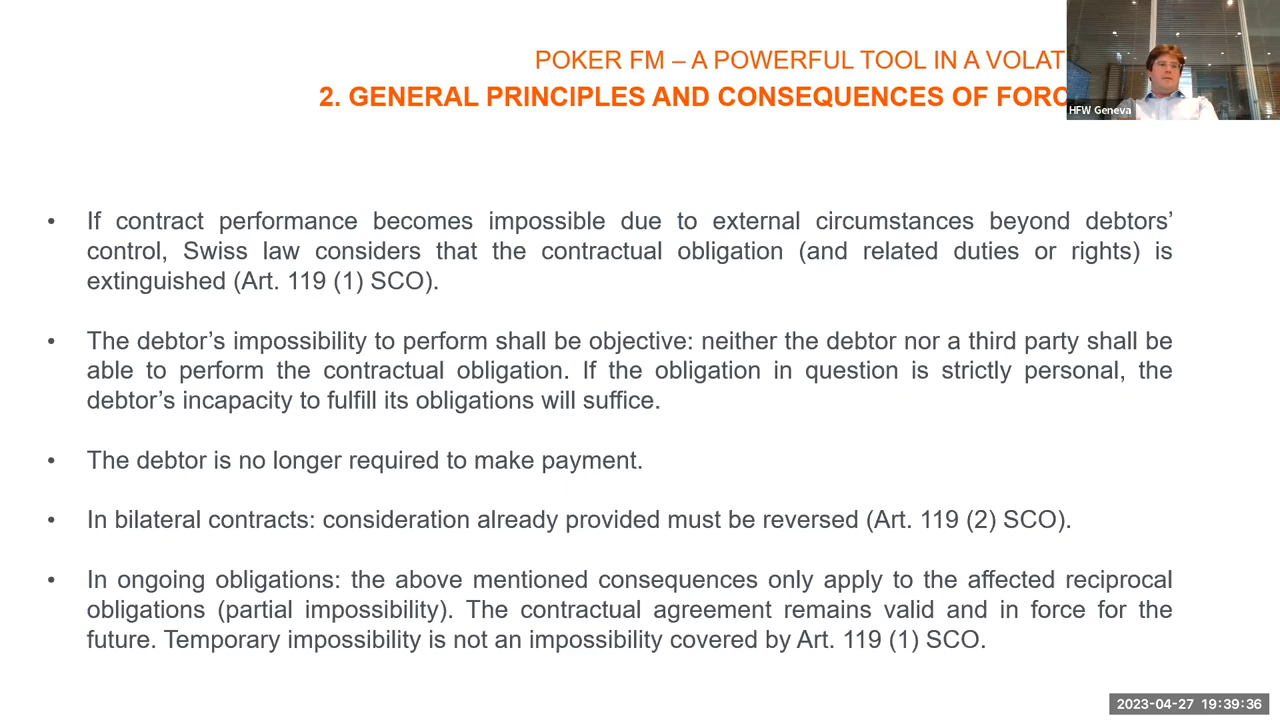 POKER FM – A POWERFUL TOOL IN A VOLAT
2. GENERAL PRINCIPLES AND CONSEQUENCES OF FORC
HFW Geneva
• If contract performance becomes impossible due to external circumstances beyond debtors’
control, Swiss law considers that the contractual obligation (and related duties or rights) is
extinguished (Art. 119 (1) SCO).
• The debtor’s impossibility to perform shall be objective: neither the debtor nor a third party shall be
able to perform the contractual obligation. If the obligation in question is strictly personal, the
debtor’s incapacity to fulfill its obligations will suffice.
• The debtor is no longer required to make payment.
• In bilateral contracts: consideration already provided must be reversed (Art. 119 (2) SCO).
• In ongoing obligations: the above mentioned consequences only apply to the affected reciprocal
obligations (partial impossibility). The contractual agreement remains valid and in force for the
future. Temporary impossibility is not an impossibility covered by Art. 119 (1) SCO.
2023-04-27 19:39:36